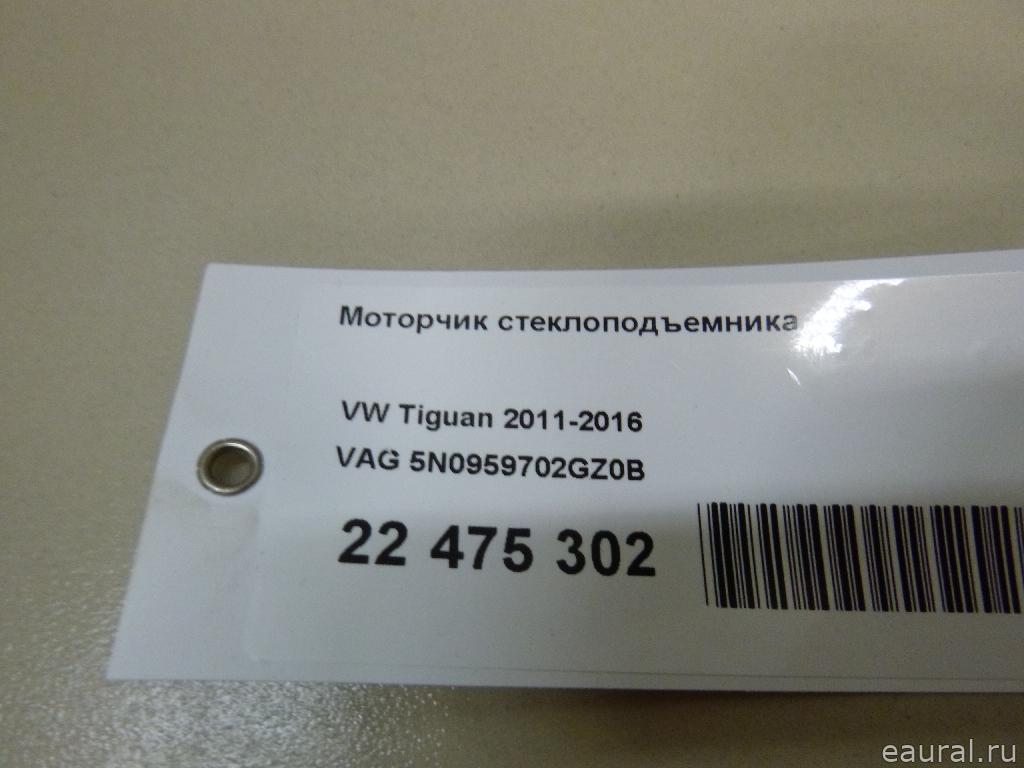 Моторчик стеклоподъемника
VW Tiguan 2011-2016
VAG 5N0959702GZ0B
22 475 302
eaural.ru